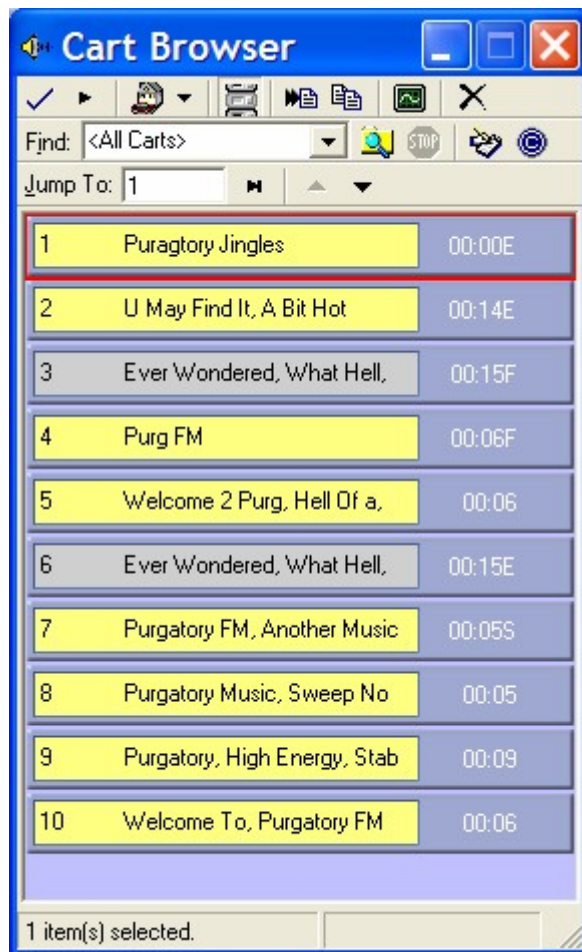 Cart Browser
Find: <All Carts> STOP
Jump To: 1
1 Puragtory Jingles 00:00E
2 U May Find It, A Bit Hot 00:14E
3 Ever Wondered, What Hell, 00:15F
4 Purg FM 00:06F
5 Welcome 2 Purg, Hell Of a, 00:06
6 Ever Wondered, What Hell, 00:15E
7 Purgatory FM, Another Music 00:05S
8 Purgatory Music, Sweep No 00:05
9 Purgatory, High Energy, Stab 00:09
10 Welcome To, Purgatory FM 00:06
1 item(s) selected.